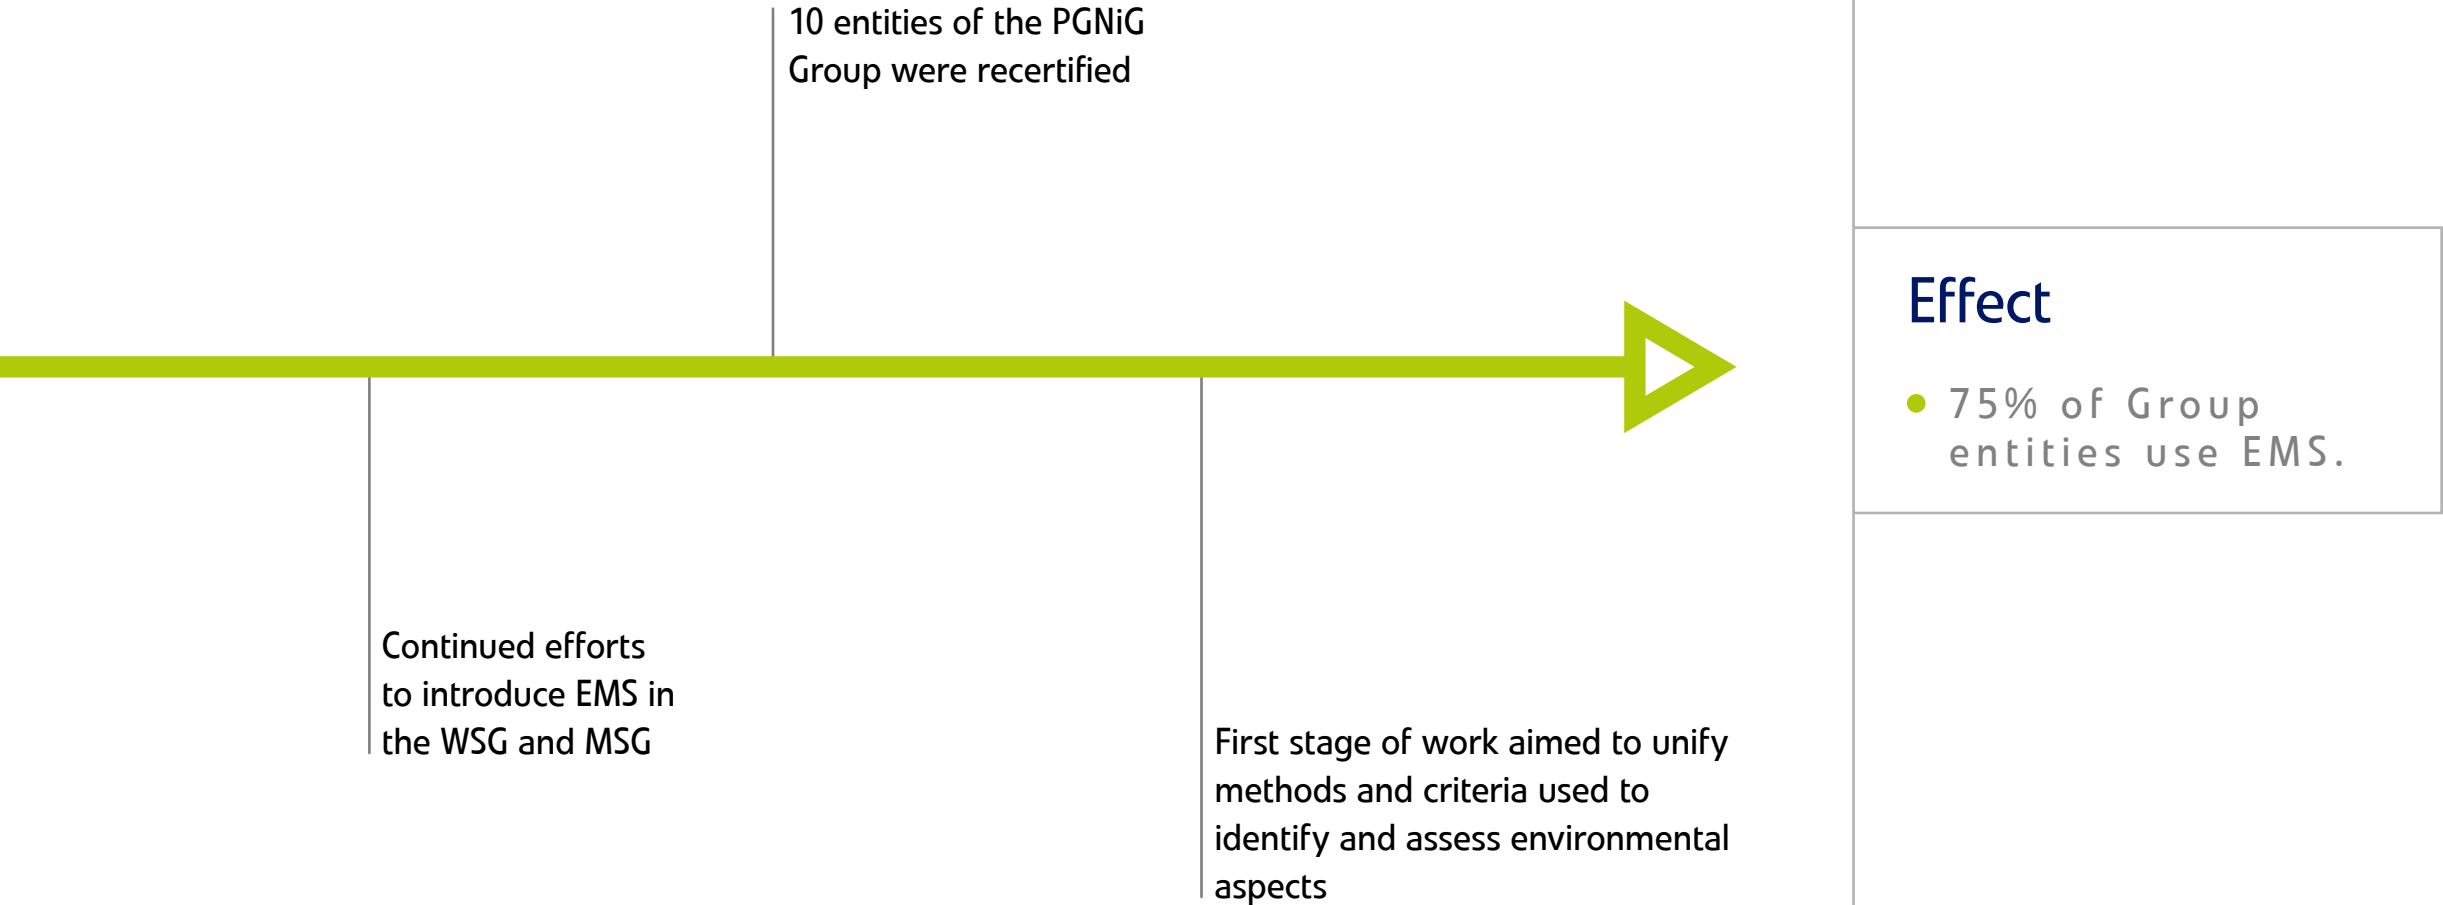 10 entities of the PGNiG
Group were recertified
Continued efforts
to introduce EMS in
the WSG and MSG
First stage of work aimed to unify
methods and criteria used to
identify and assess environmental
aspects
Effect
75% of Group
entities use EMS.